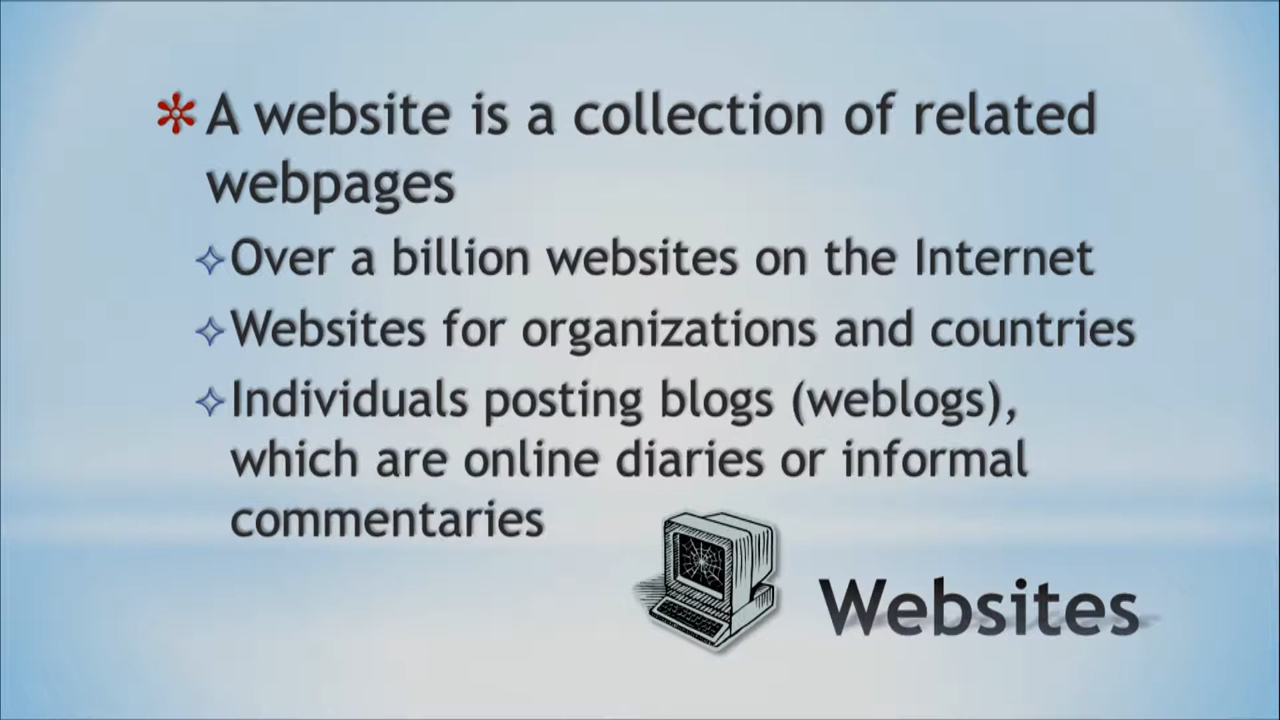 A website is a collection of related
webpages
Over a billion websites on the Internet
Websites for organizations and countries
Individuals posting blogs (weblogs),
which are online diaries or informal
commentaries
Websites